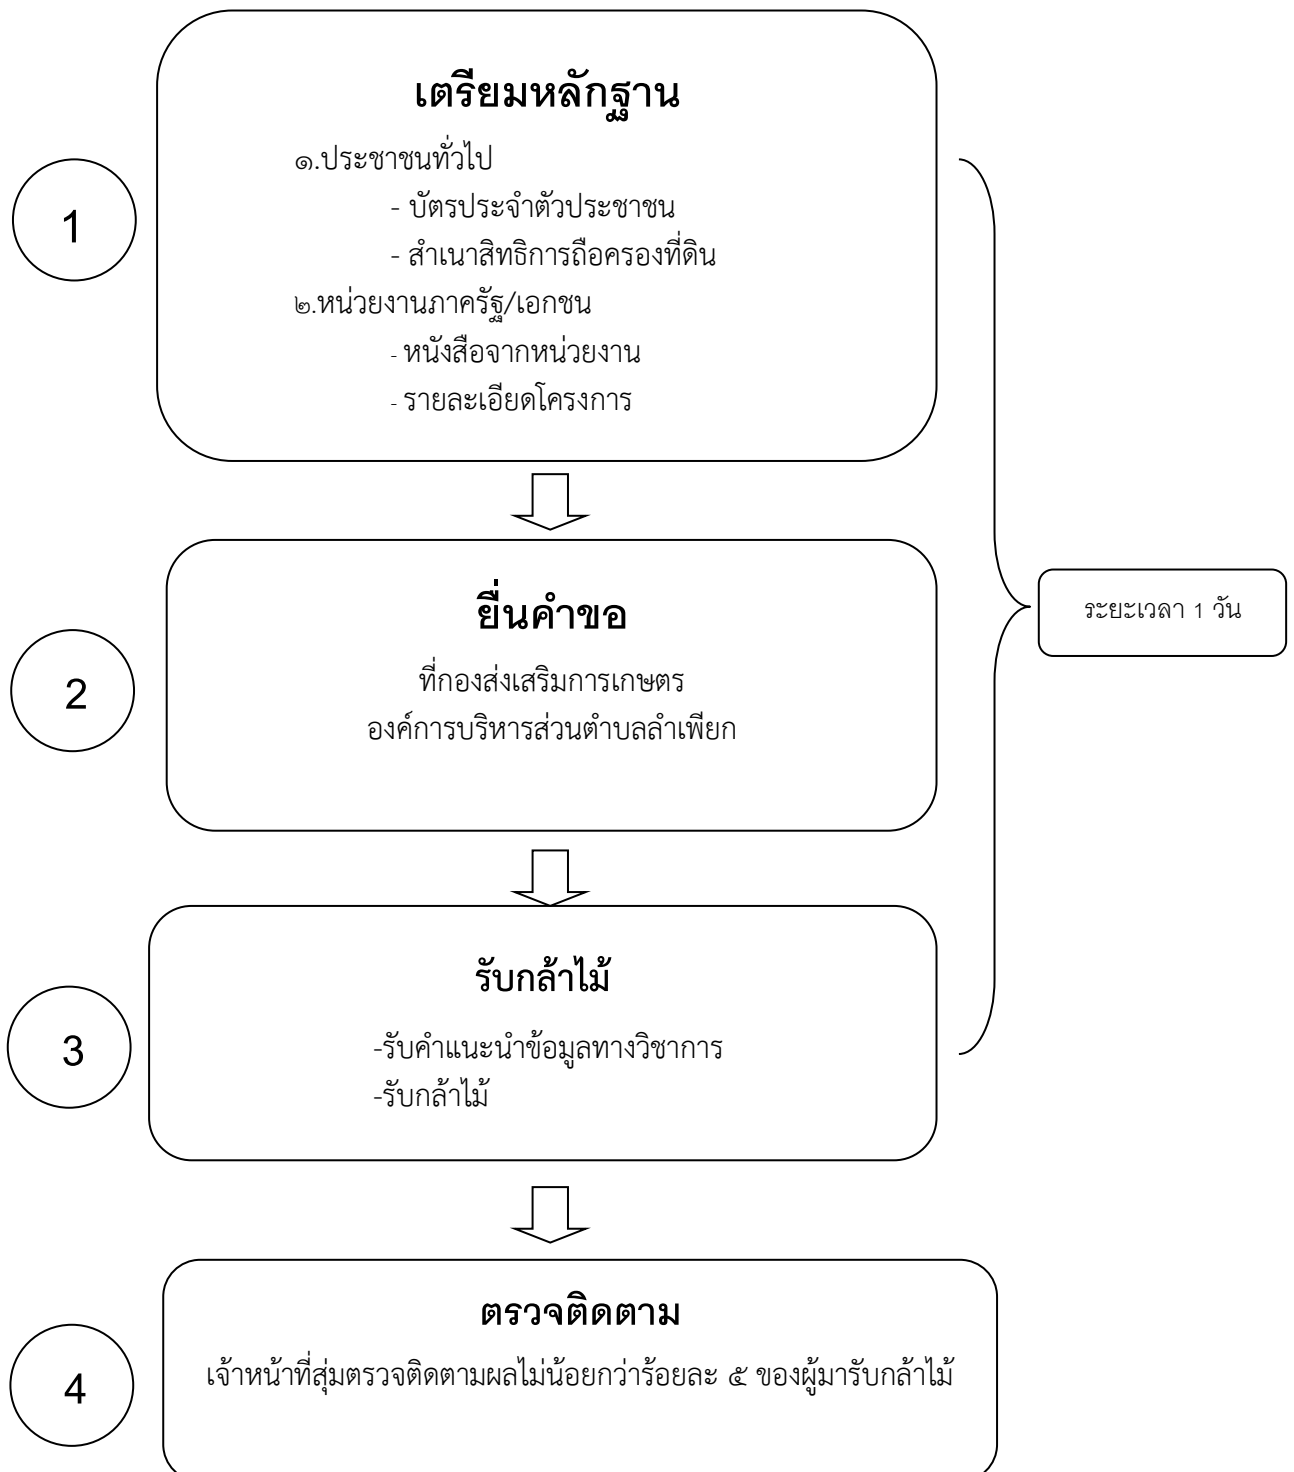 เตรียมหลักฐาน
๑.ประชาชนทั่วไป
- บัตรประจำตัวประชาชน
- สำเนาสิทธิการถือครองที่ดิน
๒.หน่วยงานภาครัฐ/เอกชน
- หนังสือจากหน่วยงาน
- รายละเอียดโครงการ
1
ยื่นคำขอ
ที่กองส่งเสริมการเกษตร
องค์การบริหารส่วนตำบลลำเพียก
2
ระยะเวลา 1 วัน
รับกล้าไม้
-รับคำแนะนำข้อมูลทางวิชาการ
-รับกล้าไม้
3
ตรวจติดตาม
เจ้าหน้าที่สุ่มตรวจติดตามผลไม่น้อยกว่าร้อยละ ๕ ของผู้มารับกล้าไม้
4